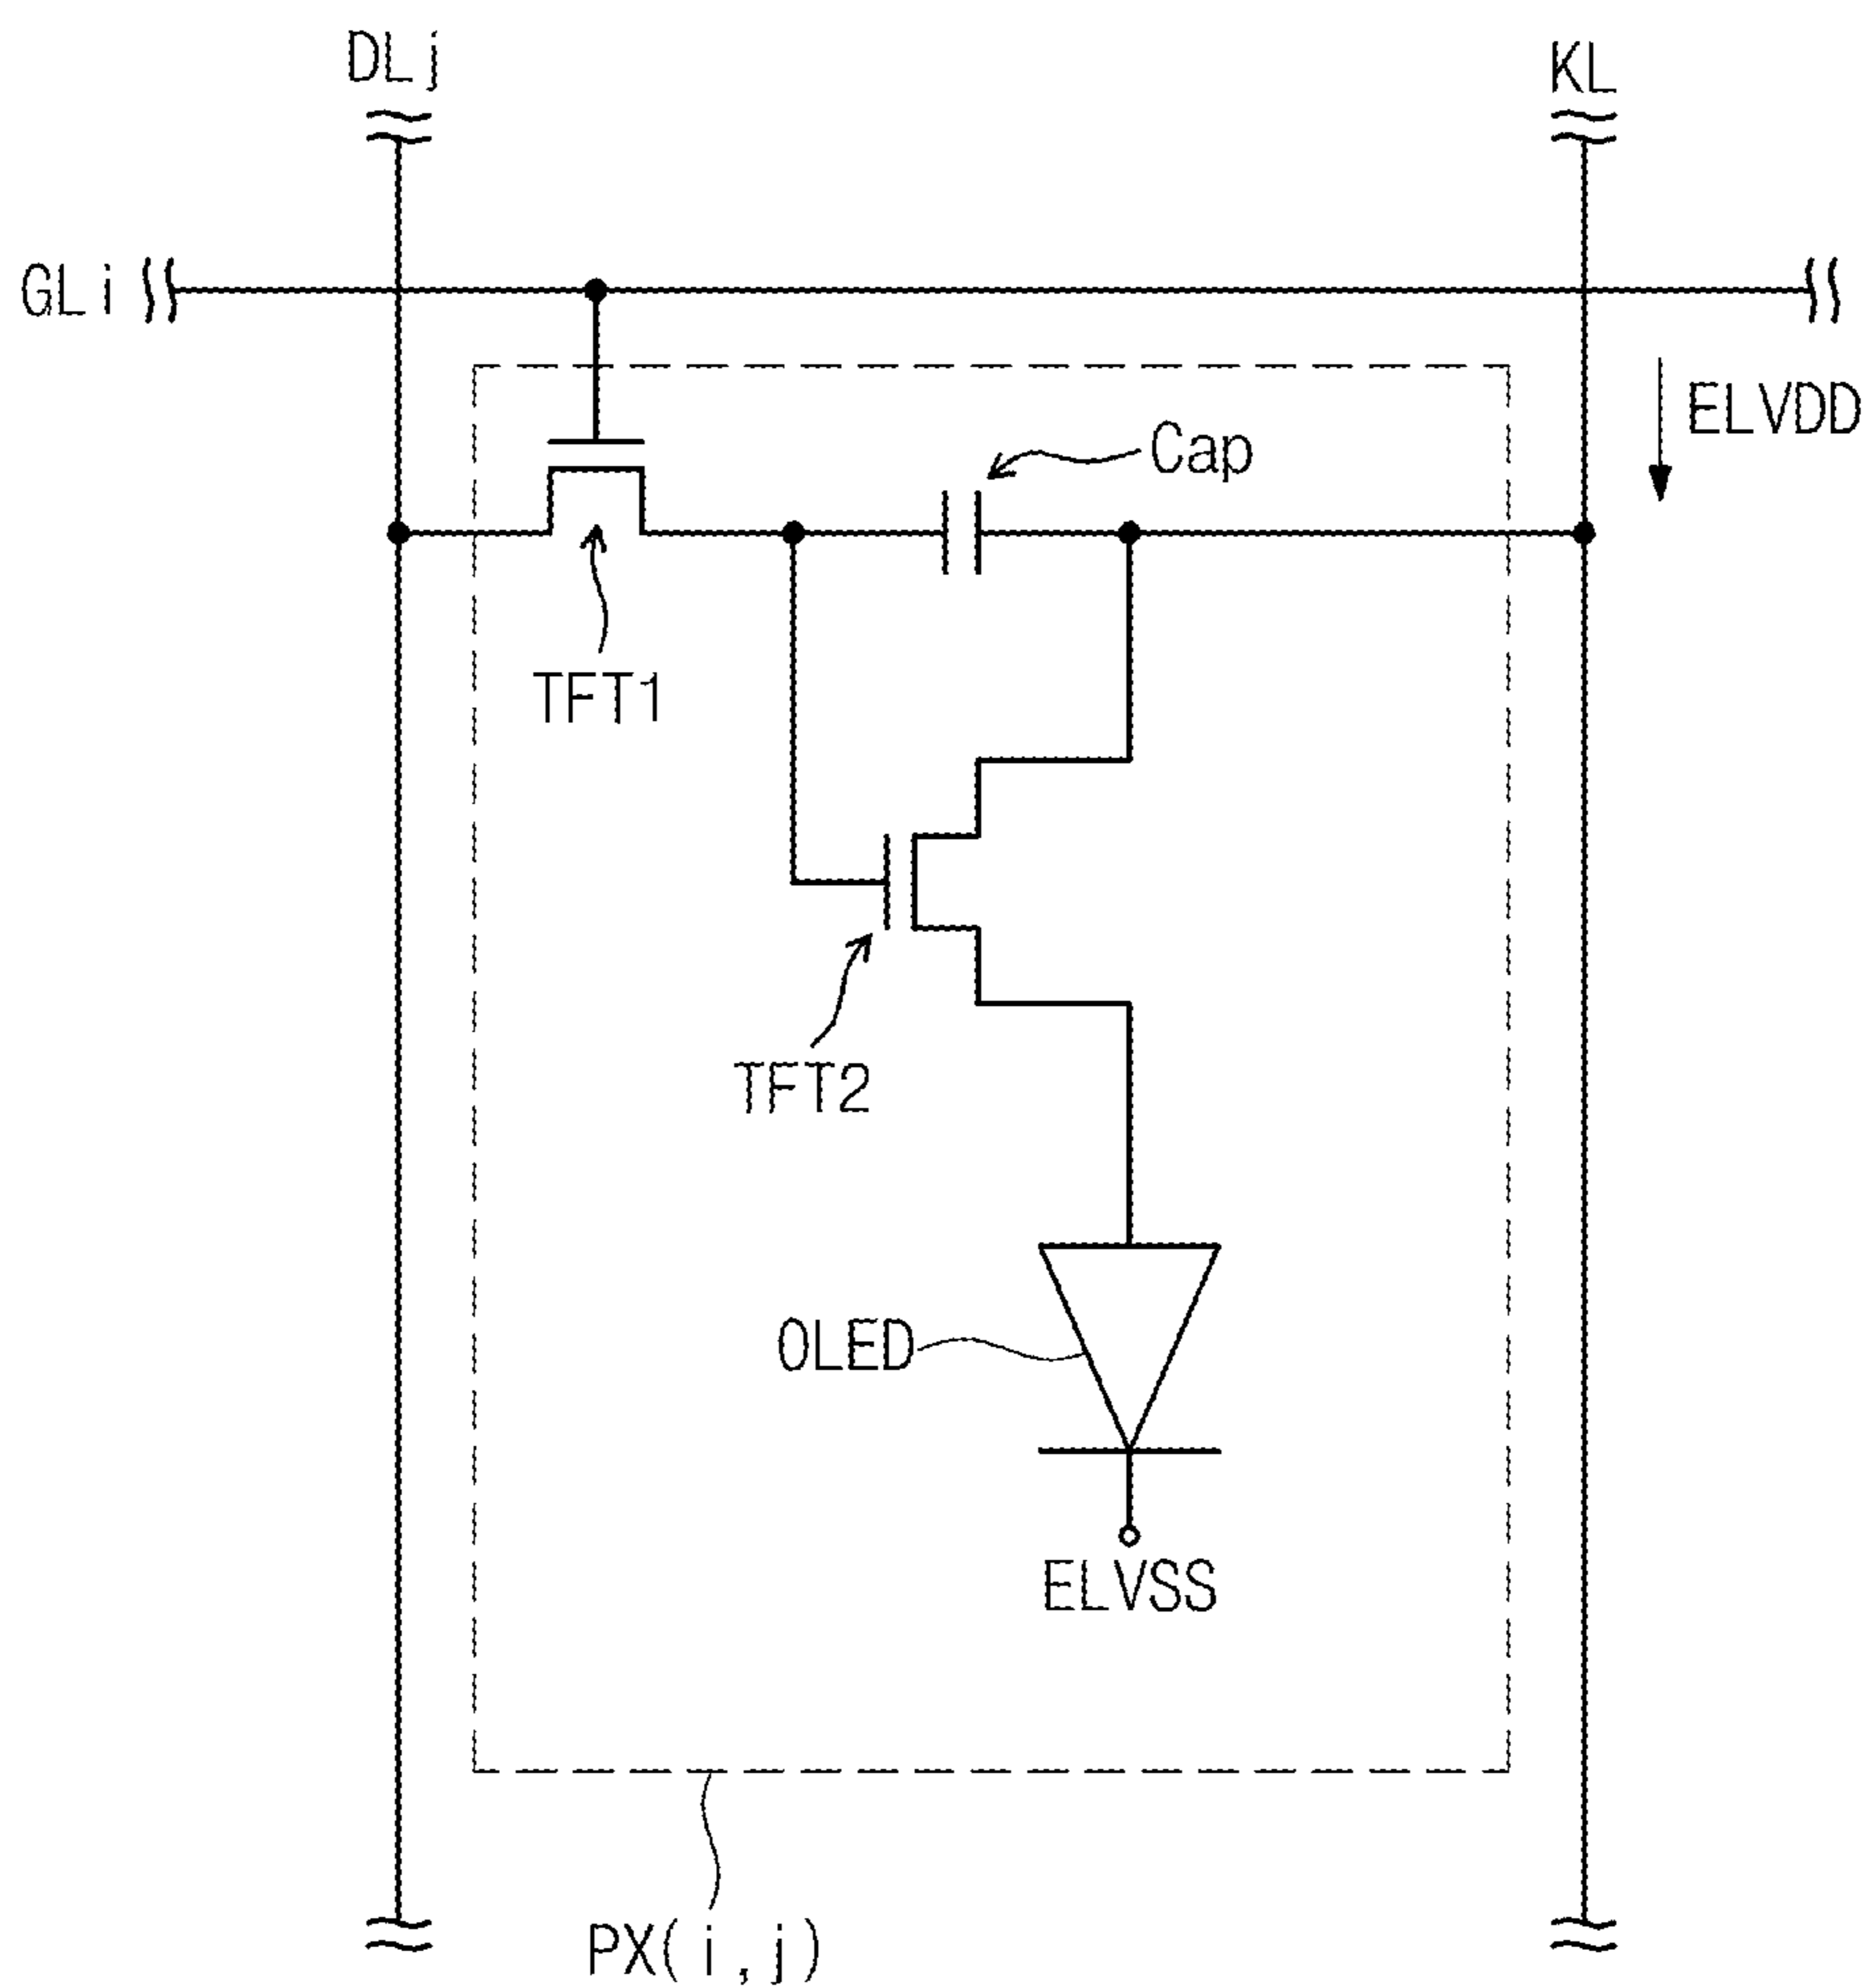 DLj
KL
GLi
ELVDD
Cap
TFT1
TFT2
OLED
ELVSS
PX(i,j)